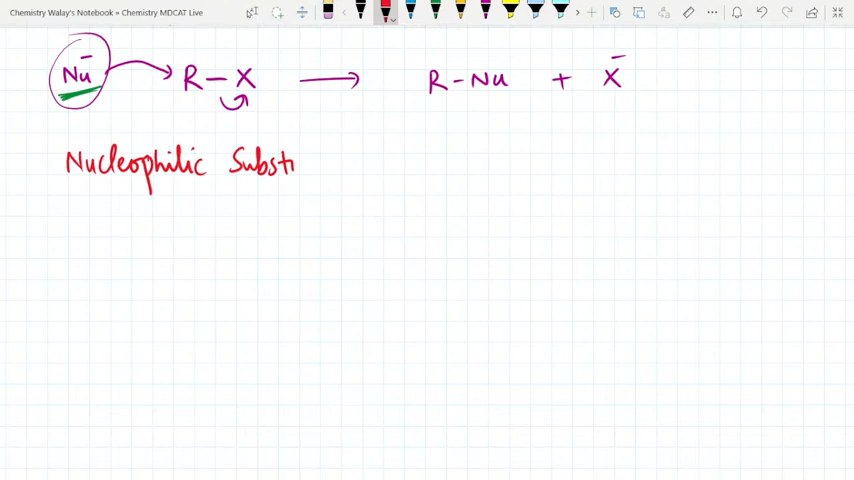 Chemistry Walay's Notebook » Chemistry MDCAT Live
Nu⁻ R – X ⟶ R – Nu + X⁻
Nucleophilic Substi